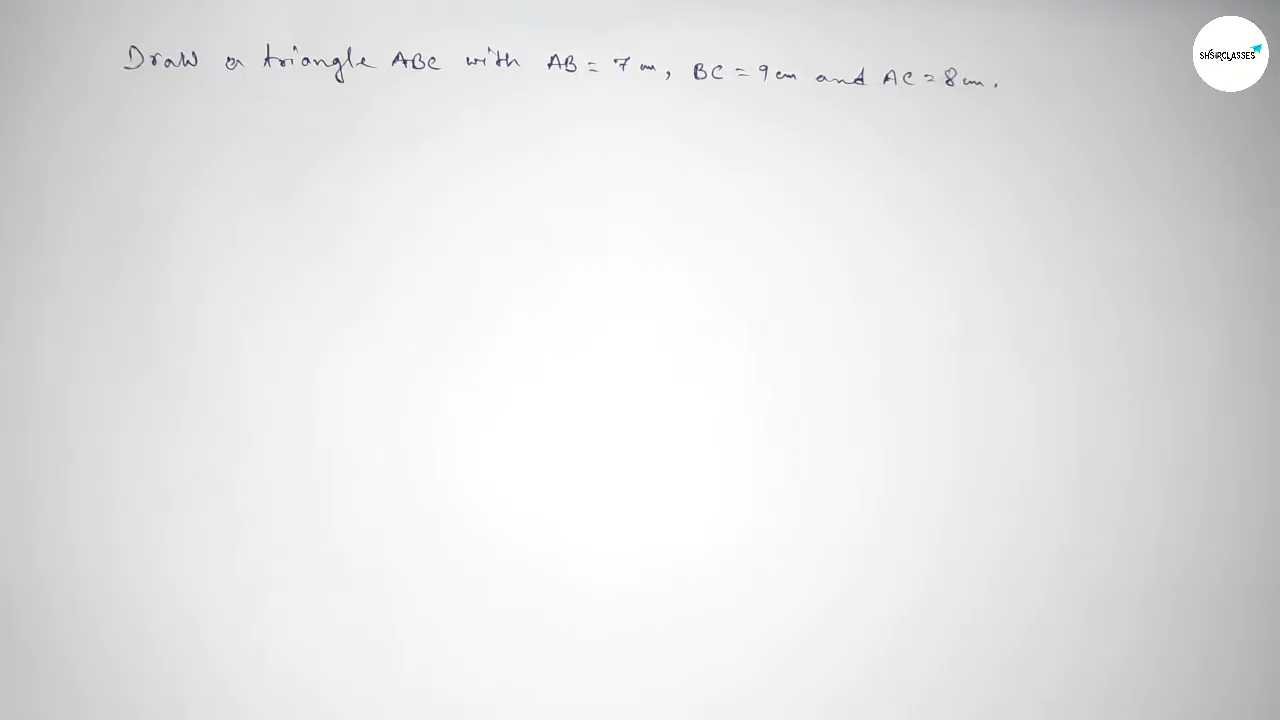 Draw a triangle ABC with AB = 7 cm, BC = 9 cm and AC = 8 cm.
SHSIRCLASSES